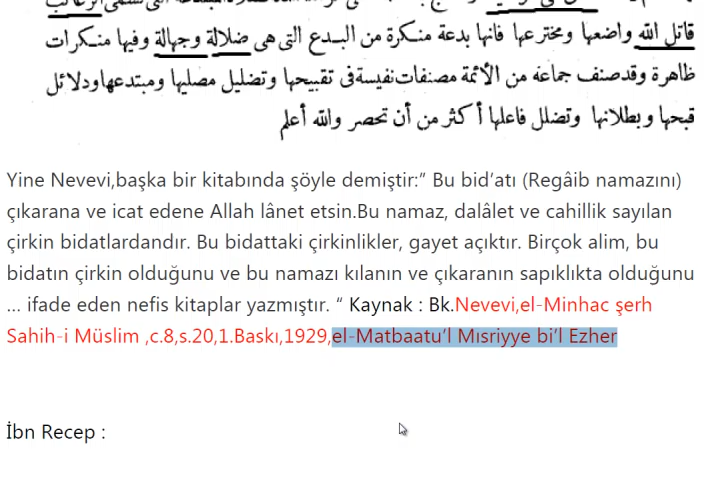 قاتل الله واضعها ومخترعها فانها بدعة منكرة من البدع التى هى ضلالة وجهالة وفيها منكرات
ظاهرة وقد صنف جماعة من الأئمة مصنفات نفيسة فى تقبيحها وتضليل مصليها ومبتدعها ودلائل
قبحها وبطلانها وتضلل فاعلها أكثر من أن تحصر والله أعلم
Yine Nevevi,başka bir kitabında şöyle demiştir:” Bu bid’atı (Regâib namazını)
çıkarana ve icat edene Allah lânet etsin.Bu namaz, dalâlet ve cahillik sayılan
çirkin bidatlardandır. Bu bidattaki çirkinlikler, gayet açıktır. Birçok alim, bu
bidatın çirkin olduğunu ve bu namazı kılanın ve çıkaranın sapıklıkta olduğunu
… ifade eden nefis kitaplar yazmıştır. “ Kaynak : Bk.Nevevi,el-Minhac şerh
Sahih-i Müslim ,c.8,s.20,1.Baskı,1929,el-Matbaatu’l Mısriyye bi’l Ezher
İbn Recep :